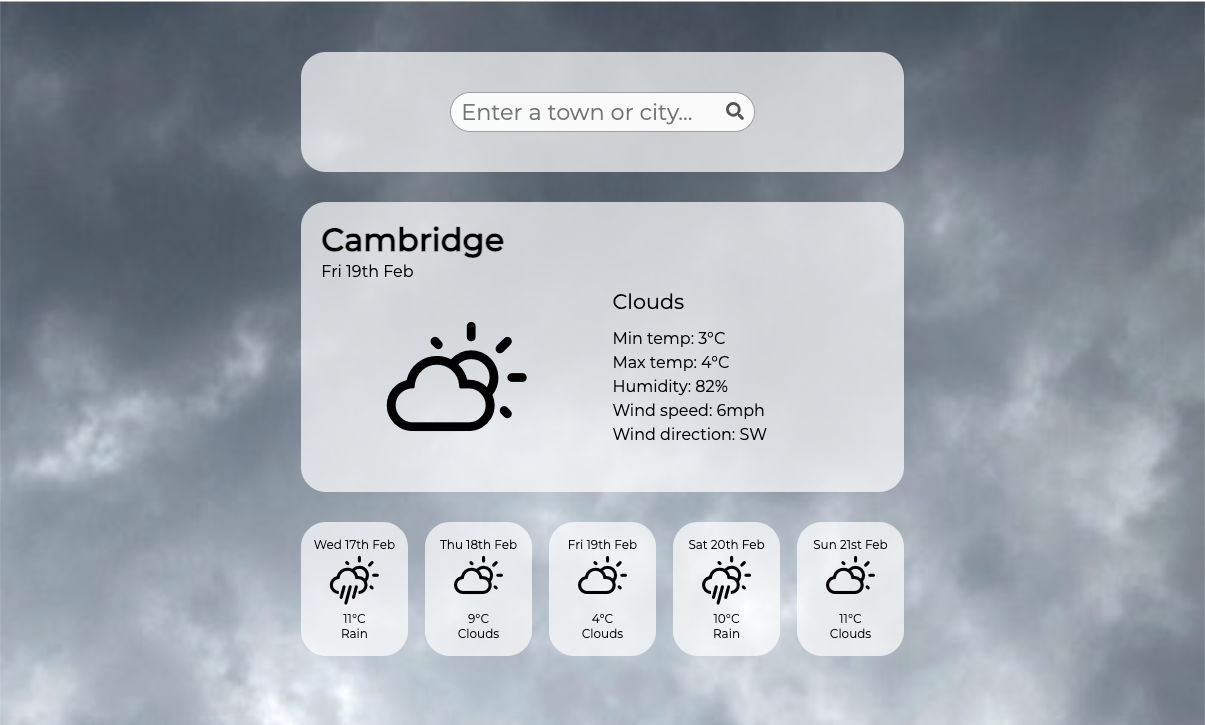 Enter a town or city...
Cambridge
Fri 19th Feb
Clouds
Min temp: 3°C
Max temp: 4°C
Humidity: 82%
Wind speed: 6mph
Wind direction: SW
Wed 17th Feb
11°C
Rain
Thu 18th Feb
9°C
Clouds
Fri 19th Feb
4°C
Clouds
Sat 20th Feb
10°C
Rain
Sun 21st Feb
11°C
Clouds